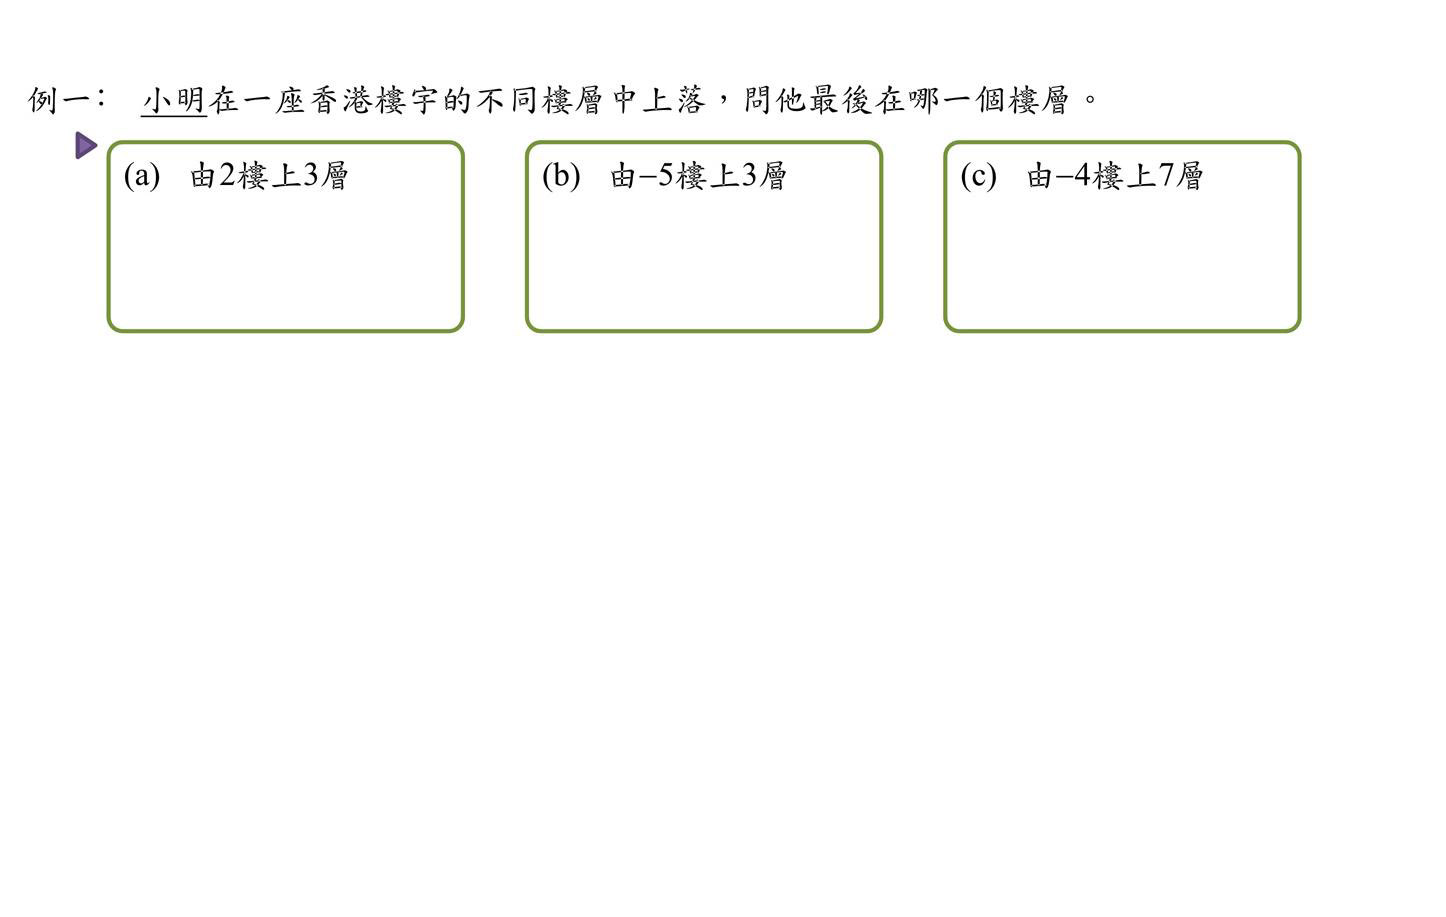 例一： 小明在一座香港樓宇的不同樓層中上落，問他最後在哪一個樓層。
(a) 由2樓上3層
(b) 由−5樓上3層
(c) 由−4樓上7層